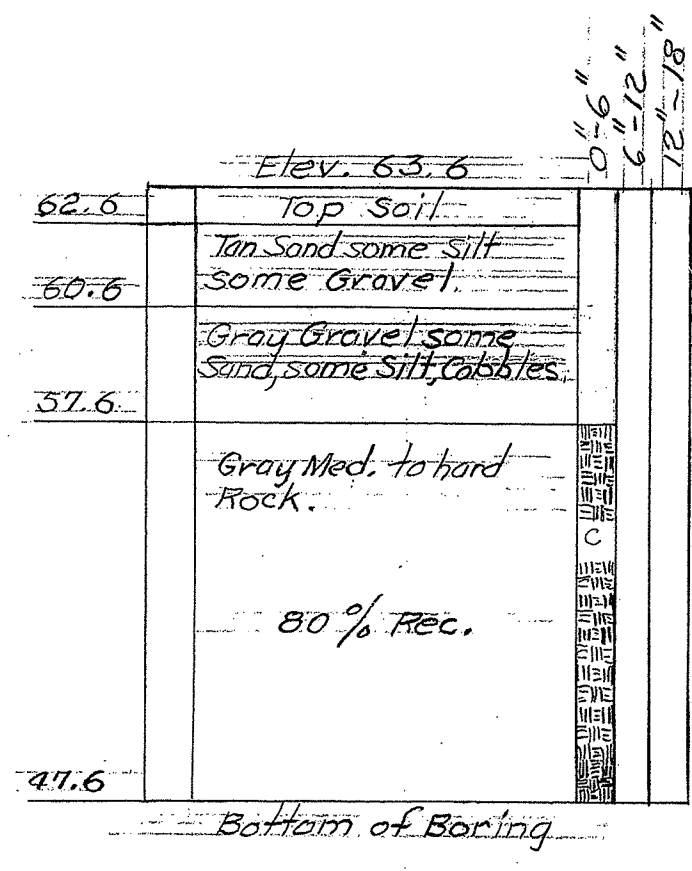 0"-6"
6"-12"
12"-18"
Elev. 63.6
62.6
Top Soil
Tan Sand some Silt
some Gravel.
60.6
Gray Gravel some
Sand, some Silt, Cobbles.
57.6
Gray Med. to hard
Rock.
C
80% Rec.
47.6
Bottom of Boring